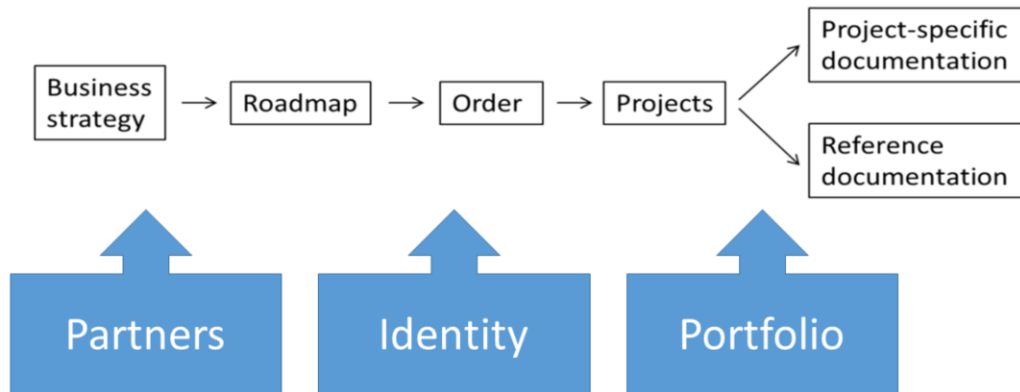 Business
strategy
Roadmap
Order
Projects
Project-specific
documentation
Reference
documentation
Partners
Identity
Portfolio